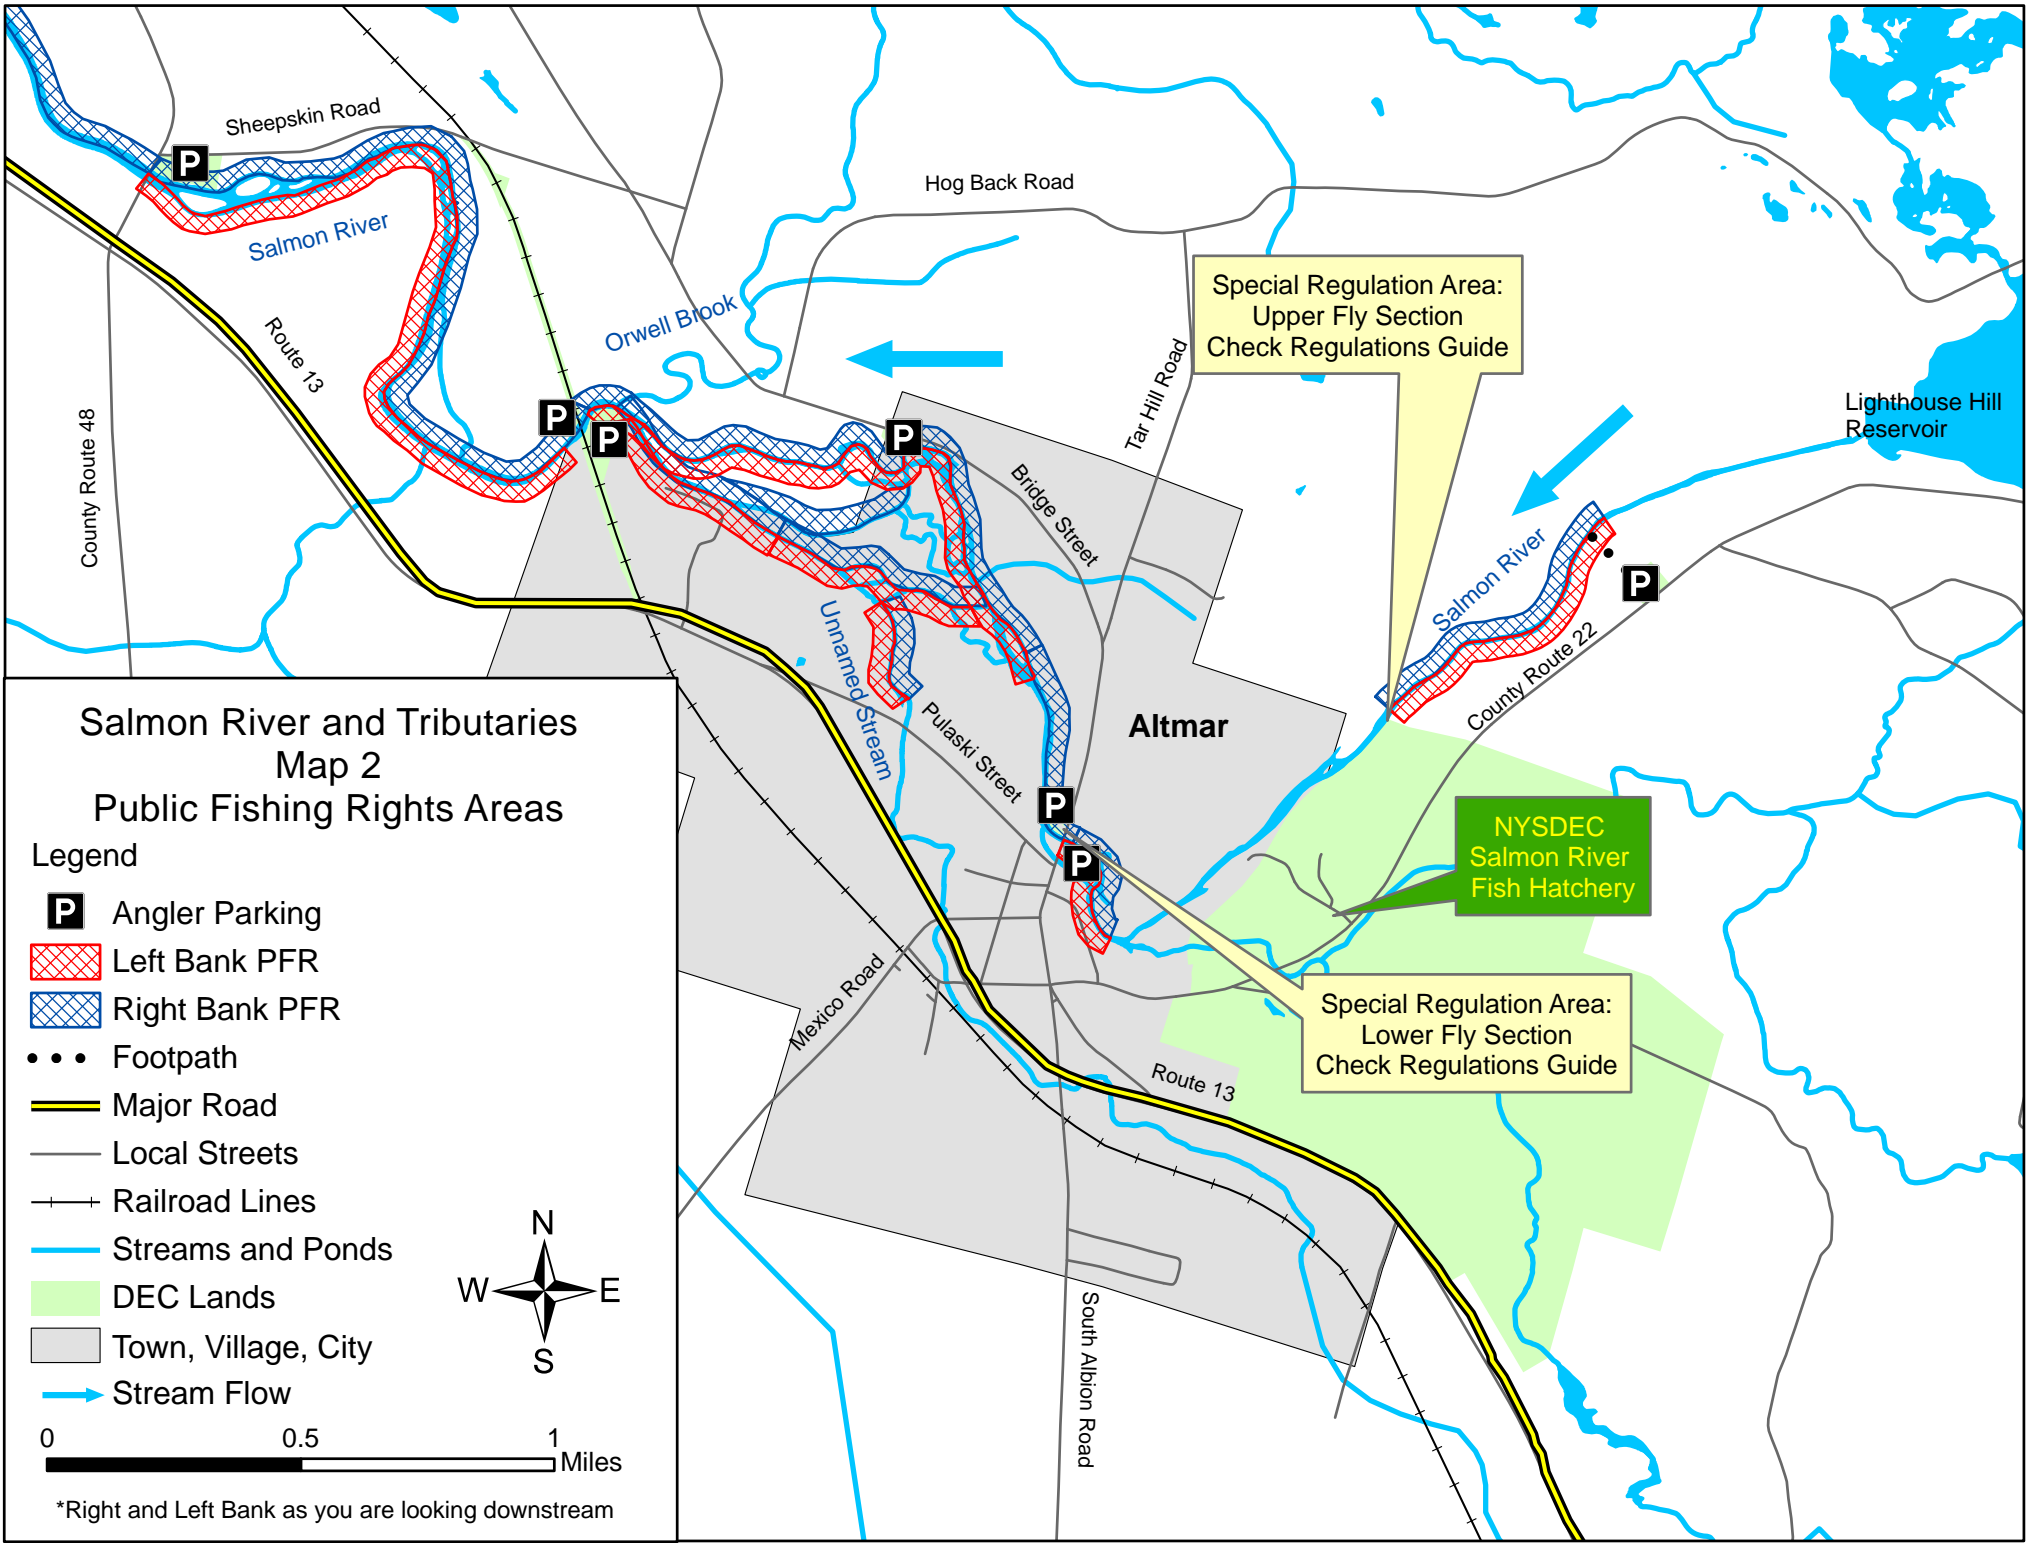 Sheepskin Road
P
Salmon River
Hog Back Road
Special Regulation Area:
Upper Fly Section
Check Regulations Guide
Orwell Brook
Route 13
Tar Hill Road
County Route 48
Lighthouse Hill
Reservoir
P
P
P
Bridge Street
Salmon River
P
County Route 22
Unnamed Stream
Pulaski Street
Altmar
P
P
NYSDEC
Salmon River
Fish Hatchery
Mexico Road
Special Regulation Area:
Lower Fly Section
Check Regulations Guide
Route 13
South Albion Road
Salmon River and Tributaries
Map 2
Public Fishing Rights Areas
Legend
P Angler Parking
Left Bank PFR
Right Bank PFR
Footpath
Major Road
Local Streets
Railroad Lines
Streams and Ponds
DEC Lands
Town, Village, City
Stream Flow
N
W E
S
0 0.5 1
Miles
*Right and Left Bank as you are looking downstream